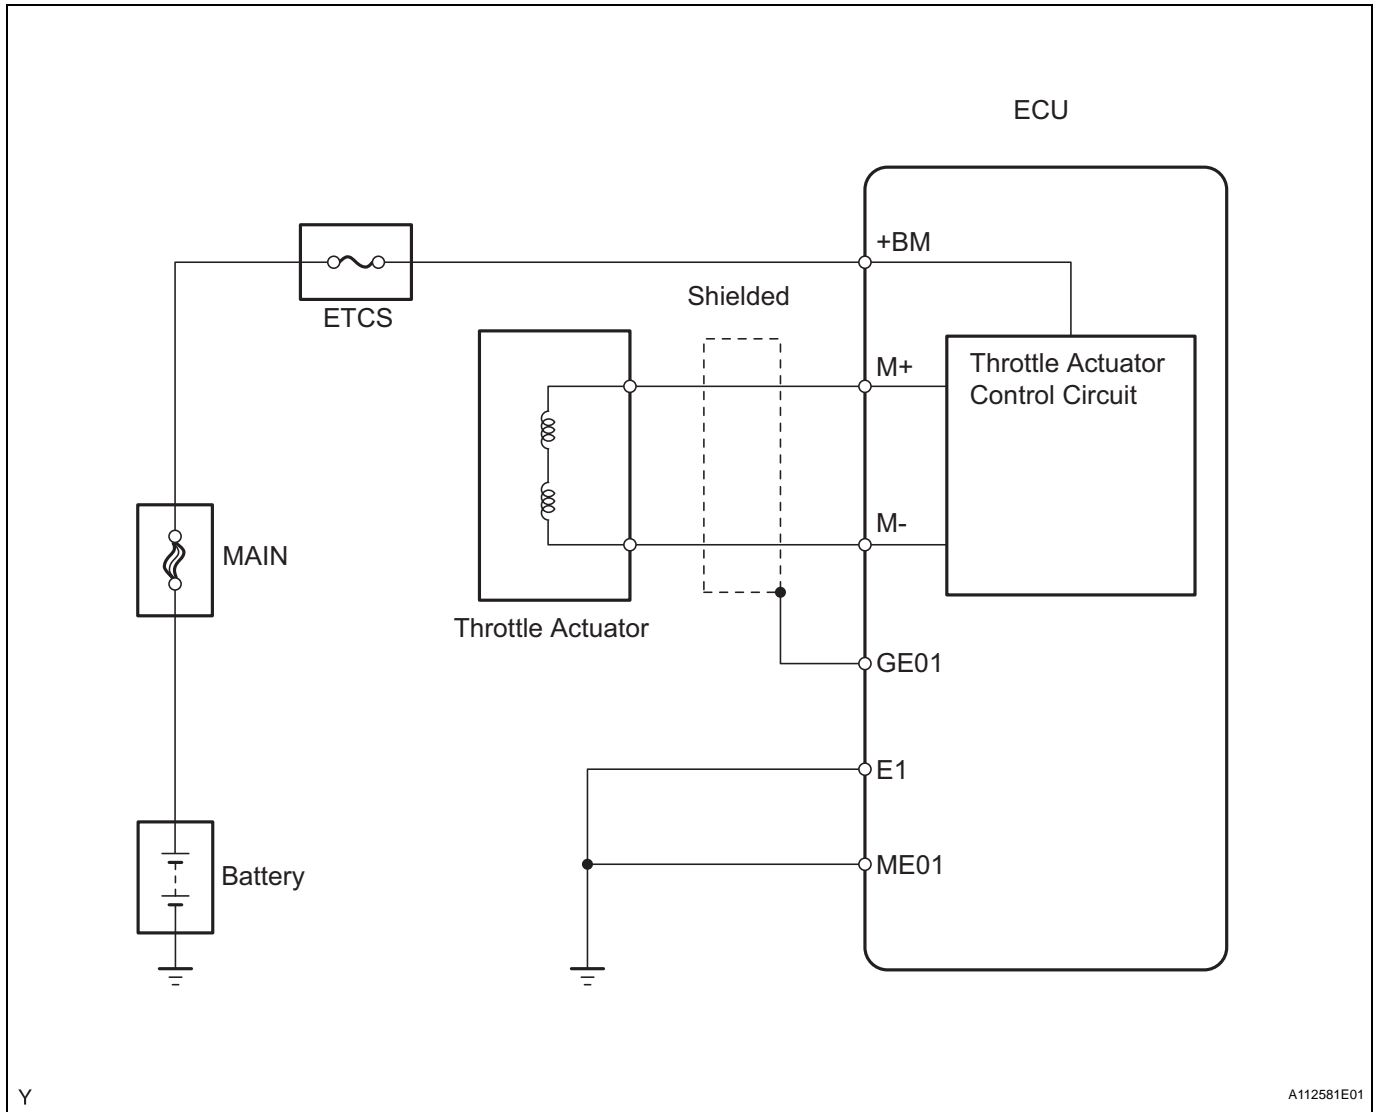 ECU
+BM
ETCS
Shielded
M+
Throttle Actuator
Control Circuit
M-
MAIN
Throttle Actuator
GE01
E1
ME01
Battery
Y
A112581E01